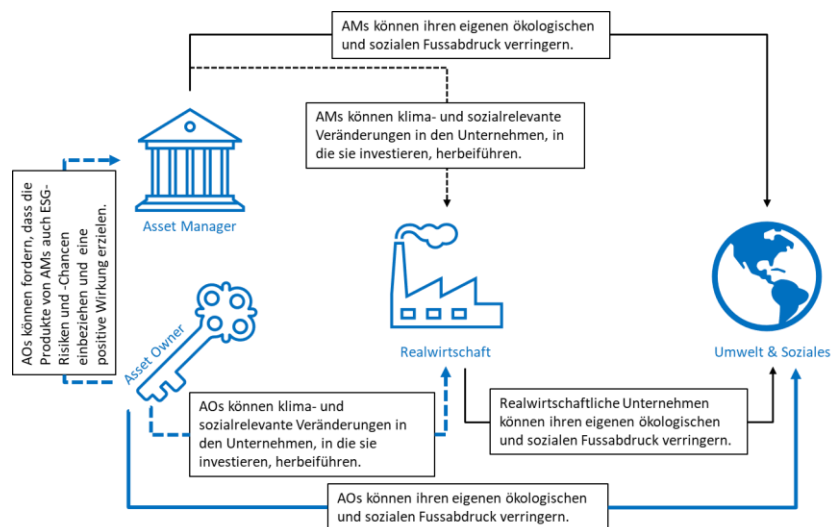 AMs können ihren eigenen ökologischen
und sozialen Fussabdruck verringern.
AMs können klima- und sozialrelevante
Veränderungen in den Unternehmen, in
die sie investieren, herbeiführen.
AOs können fordern, dass die
Produkte von AMs auch ESG-
Risiken und -Chancen
einbeziehen und eine
positive Wirkung erzielen.
Asset Manager
Asset Owner
Realwirtschaft
Umwelt & Soziales
AOs können klima- und
sozialrelevante Veränderungen in
den Unternehmen, in die sie
investieren, herbeiführen.
Realwirtschaftliche Unternehmen
können ihren eigenen ökologischen
und sozialen Fussabdruck verringern.
AOs können ihren eigenen ökologischen
und sozialen Fussabdruck verringern.